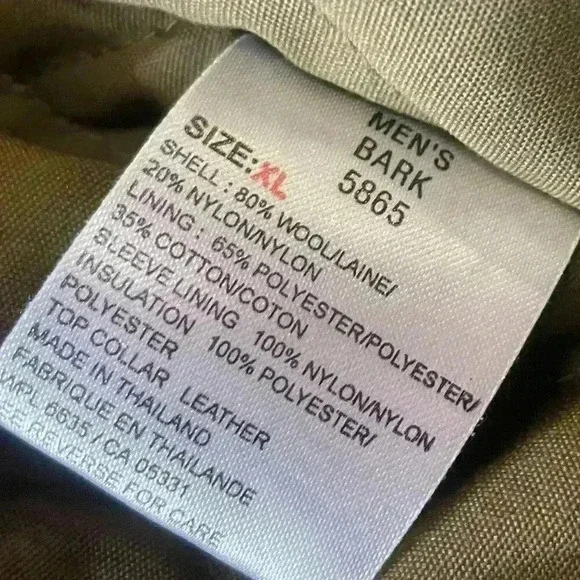 MEN'S
BARK
5865
SIZE: XL
SHELL : 80% WOOL/LAINE/
20% NYLON/NYLON
LINING : 65% POLYESTER/POLYESTER/
35% COTTON/COTON
SLEEVE LINING 100% NYLON/NYLON
INSULATION 100% POLYESTER/
POLYESTER
TOP COLLAR LEATHER
MADE IN THAILAND
FABRIQUE EN THAILANDE
WPL 6635 / CA 05331
REVERSE FOR CARE